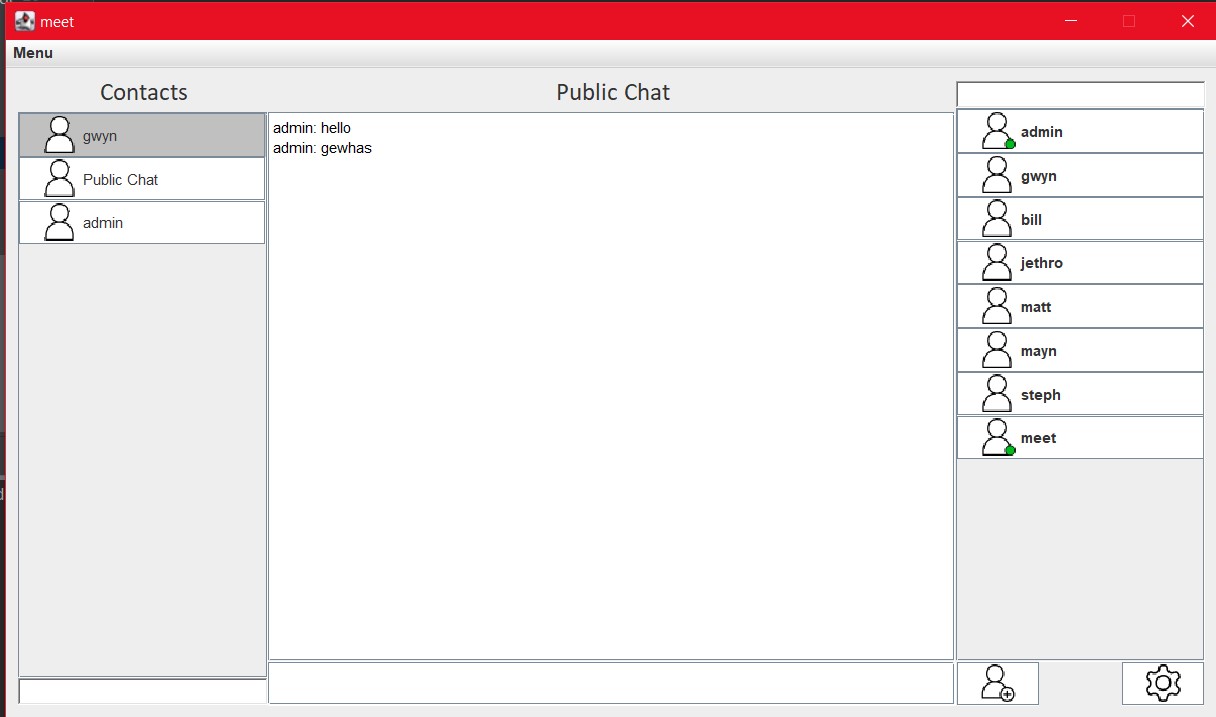 meet
Menu
Contacts
gwyn
Public Chat
admin
Public Chat
admin: hello
admin: gewhas
admin
gwyn
bill
jethro
matt
mayn
steph
meet